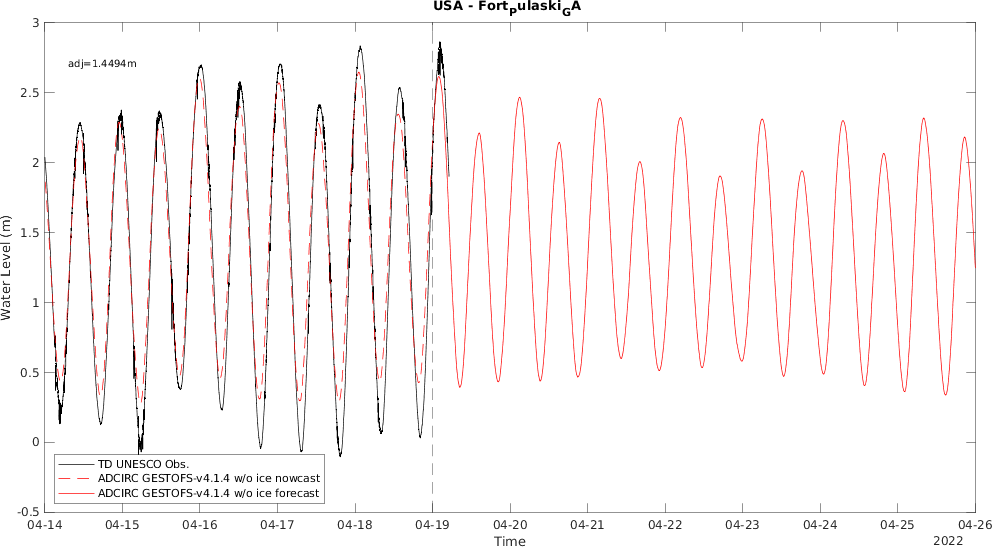 USA - Fort_Pulaski_GA
adj=1.4494m
3
2.5
2
1.5
1
0.5
0
-0.5
Water Level (m)
TD UNESCO Obs.
ADCIRC GESTOFS-v4.1.4 w/o ice nowcast
ADCIRC GESTOFS-v4.1.4 w/o ice forecast
04-14 04-15 04-16 04-17 04-18 04-19 04-20 04-21 04-22 04-23 04-24 04-25 04-26
Time
2022